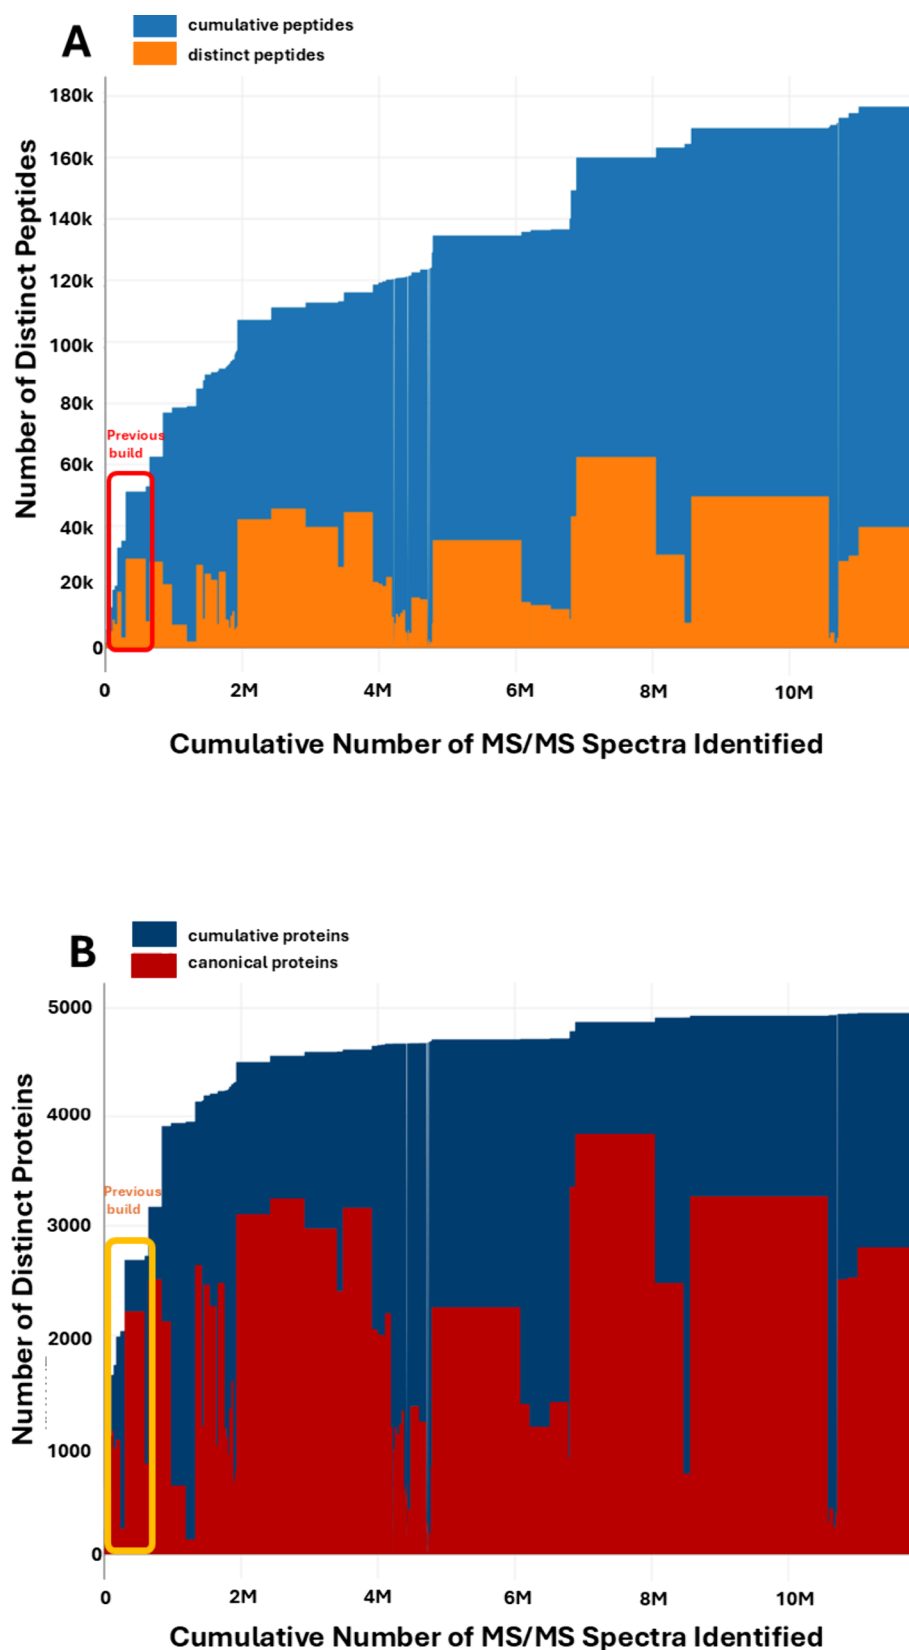 A
cumulative peptides
distinct peptides
Number of Distinct Peptides
180k
160k
140k
120k
100k
80k
60k
40k
20k
0
Previous
build
0 2M 4M 6M 8M 10M
Cumulative Number of MS/MS Spectra Identified
B
cumulative proteins
canonical proteins
Number of Distinct Proteins
5000
4000
3000
2000
1000
0
Previous
build
0 2M 4M 6M 8M 10M
Cumulative Number of MS/MS Spectra Identified